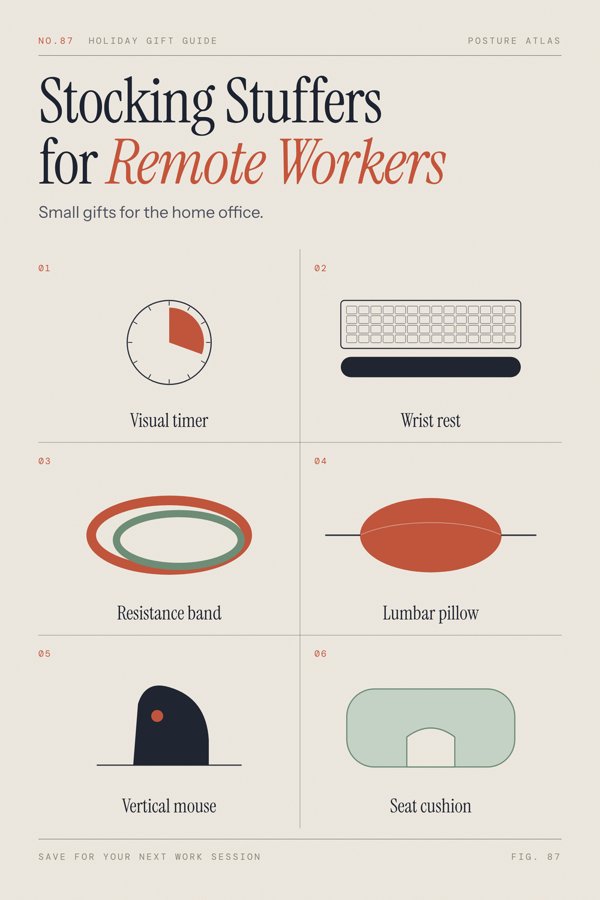 NO.87 HOLIDAY GIFT GUIDE
POSTURE ATLAS
Stocking Stuffers
for Remote Workers
Small gifts for the home office.
01
02
Visual timer
Wrist rest
03
04
Resistance band
Lumbar pillow
05
06
Vertical mouse
Seat cushion
SAVE FOR YOUR NEXT WORK SESSION
FIG. 87